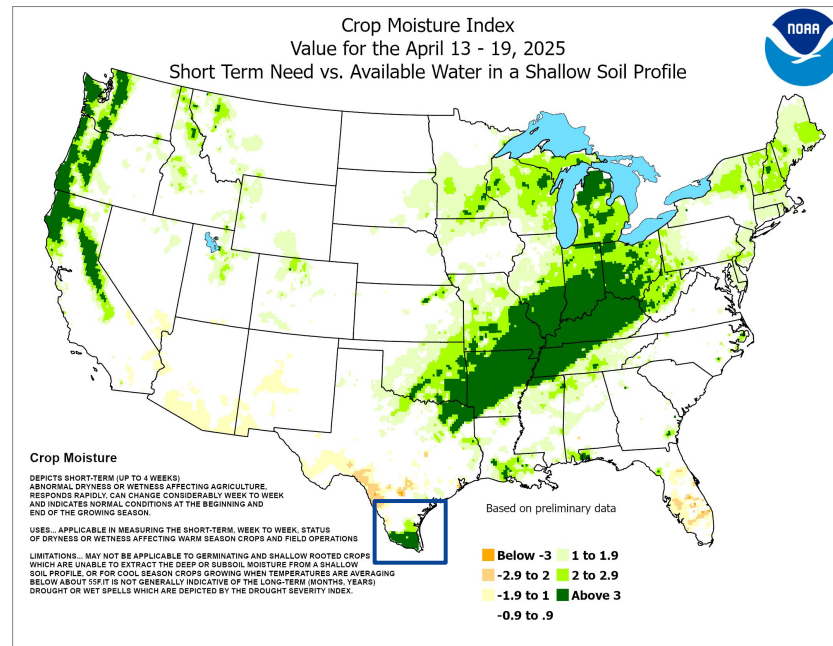 Crop Moisture Index
Value for the April 13 - 19, 2025
Short Term Need vs. Available Water in a Shallow Soil Profile
NOAA
Crop Moisture
DEPICTS SHORT-TERM (UP TO 4 WEEKS)
ABNORMAL DRYNESS OR WETNESS AFFECTING AGRICULTURE,
RESPONDS RAPIDLY, CAN CHANGE CONSIDERABLY WEEK TO WEEK
AND INDICATES NORMAL CONDITIONS AT THE BEGINNING AND
END OF THE GROWING SEASON.
USES... APPLICABLE IN MEASURING THE SHORT-TERM, WEEK TO WEEK, STATUS
OF DRYNESS OR WETNESS AFFECTING WARM SEASON CROPS AND FIELD OPERATIONS
LIMITATIONS... MAY NOT BE APPLICABLE TO GERMINATING AND SHALLOW ROOTED CROPS
WHICH ARE UNABLE TO EXTRACT THE DEEP OR SUBSOIL MOISTURE FROM A SHALLOW
SOIL PROFILE, OR FOR COOL SEASON CROPS GROWING WHEN TEMPERATURES ARE AVERAGING
BELOW ABOUT 55F.IT IS NOT GENERALLY INDICATIVE OF THE LONG-TERM (MONTHS, YEARS)
DROUGHT OR WET SPELLS WHICH ARE DEPICTED BY THE DROUGHT SEVERITY INDEX.
Based on preliminary data
Below -3
-2.9 to 2
-1.9 to 1
-0.9 to .9
1 to 1.9
2 to 2.9
Above 3